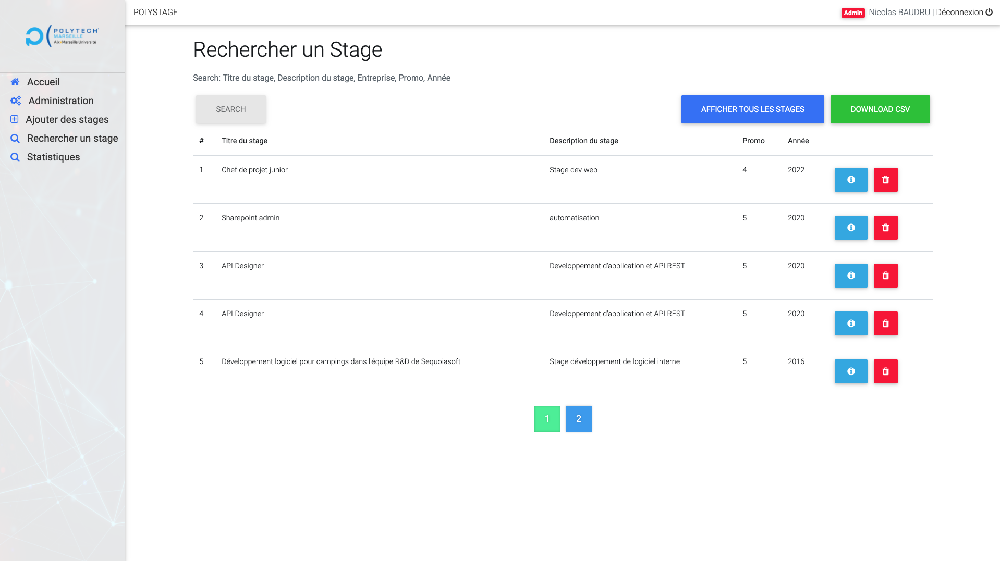 POLYTECH
MARSEILLE
Aix+Marseille Université
POLYSTAGE
Admin Nicolas BAUDRU | Déconnexion
Accueil
Administration
Ajouter des stages
Rechercher un stage
Statistiques
Rechercher un Stage
Search: Titre du stage, Description du stage, Entreprise, Promo, Année
SEARCH AFFICHER TOUS LES STAGES DOWNLOAD CSV
# Titre du stage Description du stage Promo Année
1 Chef de projet junior Stage dev web 4 2022
2 Sharepoint admin automatisation 5 2020
3 API Designer Developpement d'application et API REST 5 2020
4 API Designer Developpement d'application et API REST 5 2020
5 Développement logiciel pour campings dans l'équipe R&D de Sequoiasoft Stage développement de logiciel interne 5 2016
1 2